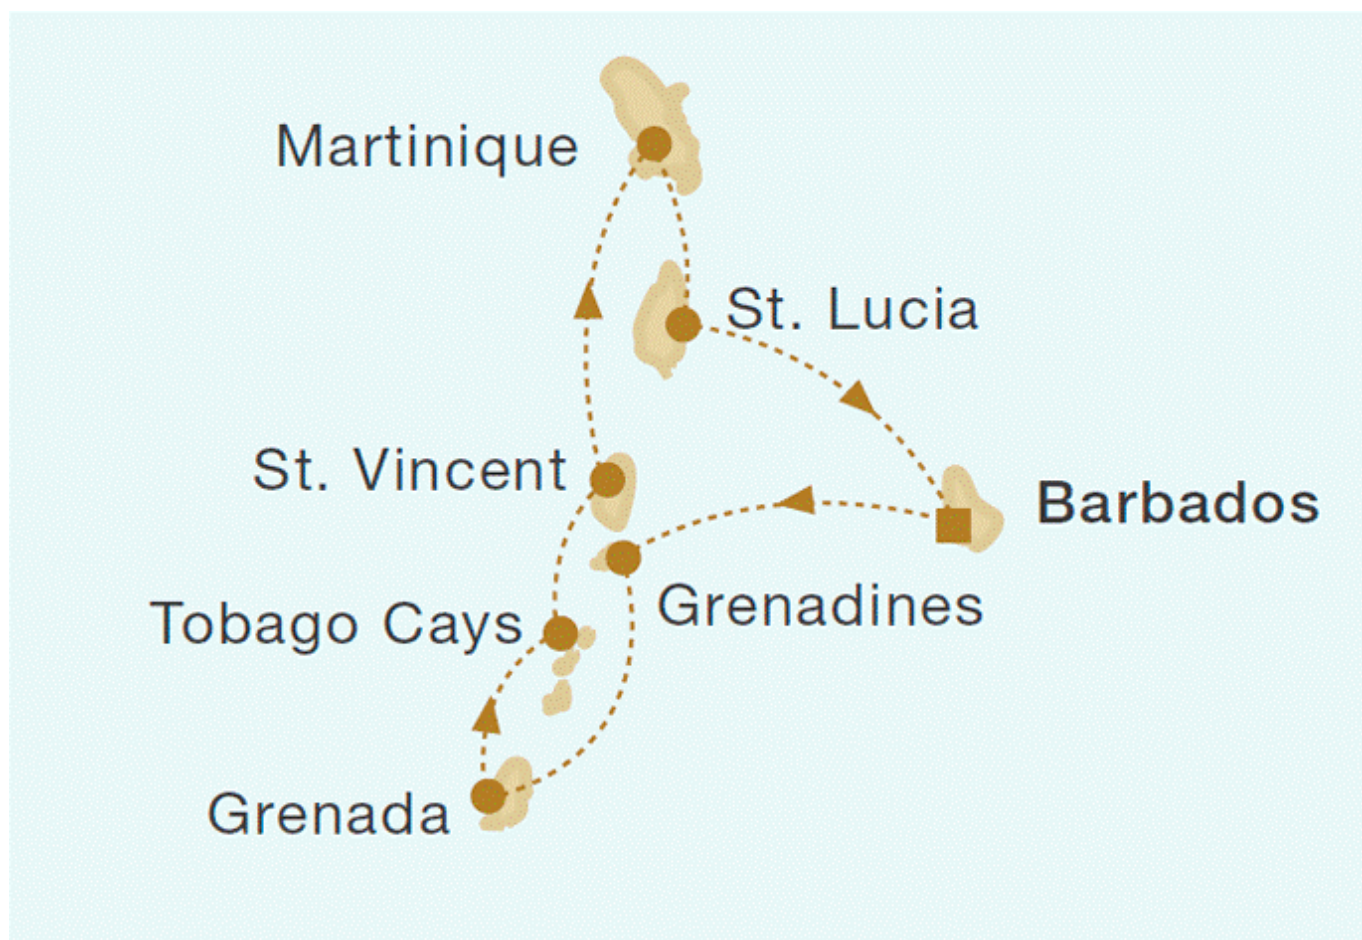 Martinique
St. Lucia
St. Vincent
Barbados
Grenadines
Tobago Cays
Grenada